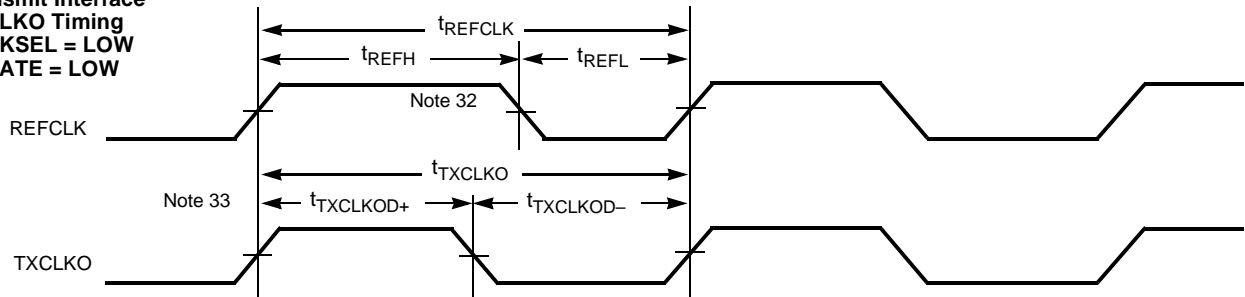 smit Interface
LKO Timing
KSEL = LOW
ATE = LOW
tREFCLK
tREFH
tREFL
Note 32
REFCLK
tTXCLKO
Note 33
tTXCLKOD+
tTXCLKOD–
TXCLKO